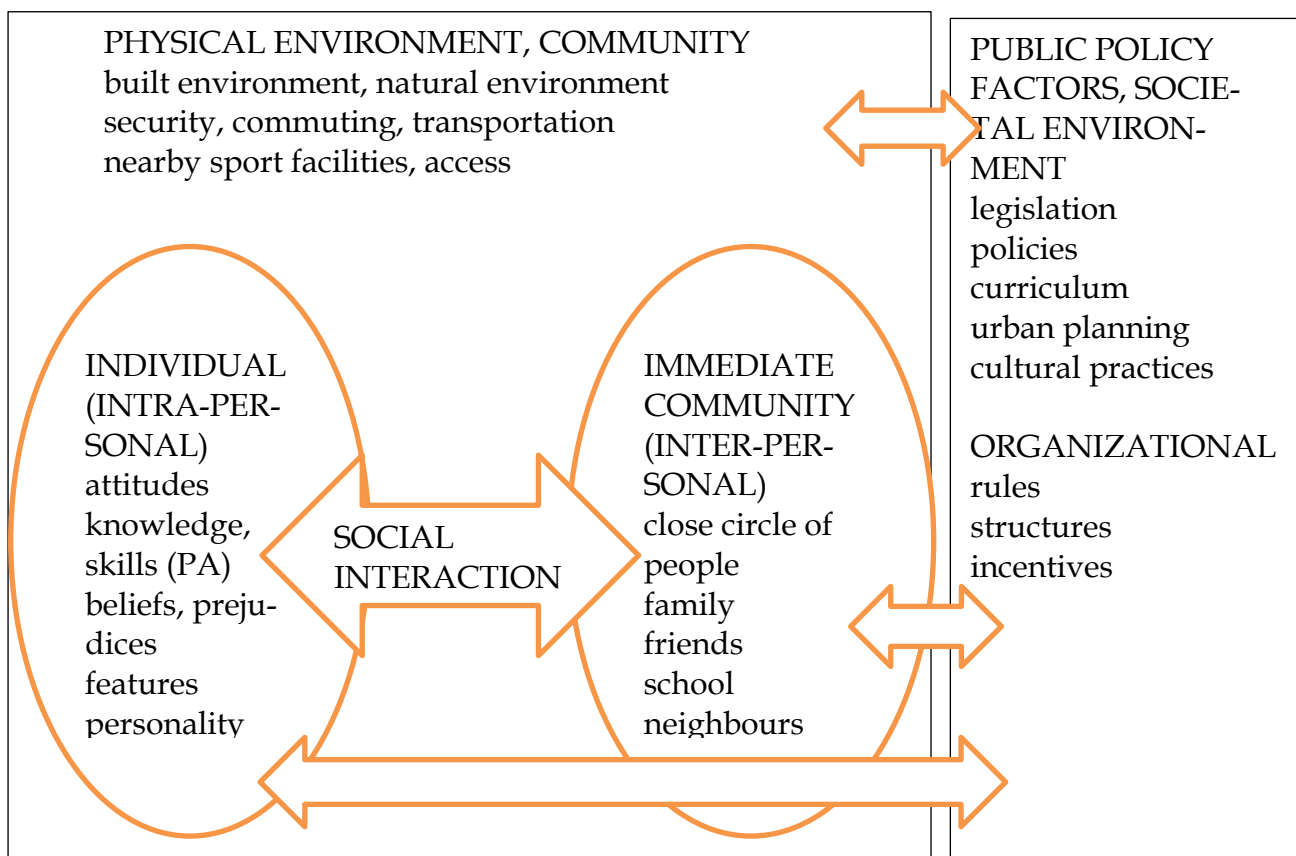 PHYSICAL ENVIRONMENT, COMMUNITY
built environment, natural environment
security, commuting, transportation
nearby sport facilities, access
PUBLIC POLICY
FACTORS, SOCIE-
TAL ENVIRON-
MENT
legislation
policies
curriculum
urban planning
cultural practices
ORGANIZATIONAL
rules
structures
incentives
INDIVIDUAL
(INTRA-PER-
SONAL)
attitudes
knowledge,
skills (PA)
beliefs, preju-
dices
features
personality
SOCIAL
INTERACTION
IMMEDIATE
COMMUNITY
(INTER-PER-
SONAL)
close circle of
people
family
friends
school
neighbours